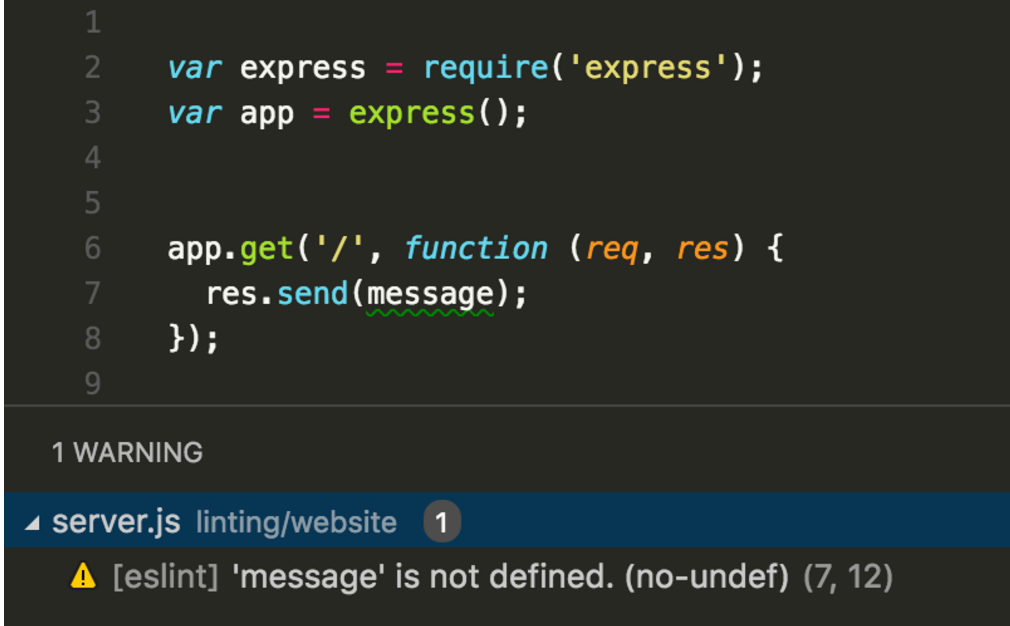 1
2 var express = require('express');
3 var app = express();
4
5
6 app.get('/', function (req, res) {
7   res.send(message);
8 });
9
1 WARNING
server.js linting/website 1
[eslint] 'message' is not defined. (no-undef) (7, 12)